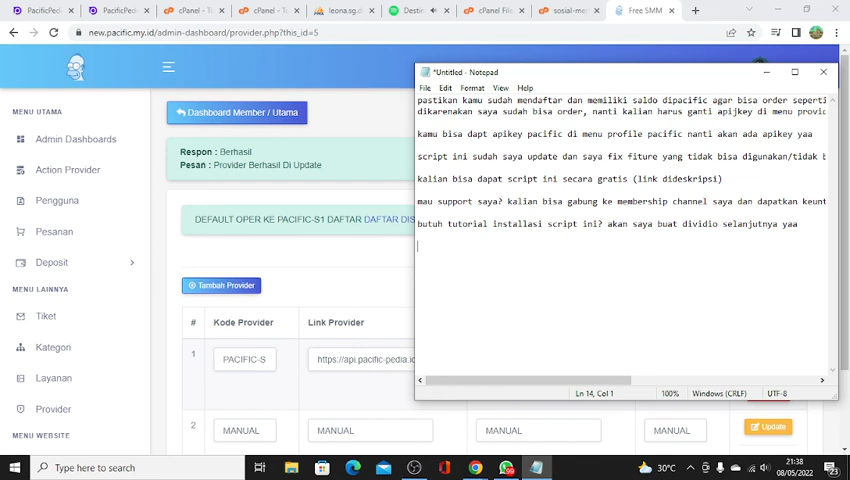 PacificPedi
PacificPedi
cPanel - To
cPanel - To
leona.sg.d
Destin
cPanel File
sosial-me
Free SMM
new.pacific.my.id/admin-dashboard/provider.php?this_id=5
MENU UTAMA
Admin Dashboards
Action Provider
Pengguna
Pesanan
Deposit
MENU LAINNYA
Tiket
Kategori
Layanan
Provider
MENU WEBSITE
Dashboard Member / Utama
Respon : Berhasil
Pesan : Provider Berhasil Di Update
DEFAULT OPER KE PACIFIC-S1 DAFTAR DAFTAR DIS
Tambah Provider
# Kode Provider Link Provider
1 PACIFIC-S https://api.pacific-pedia.ic
2 MANUAL MANUAL MANUAL MANUAL Update
*Untitled - Notepad
File Edit Format View Help
pastikan kamu sudah mendaftar dan memiliki saldo dipacific agar bisa order seperti
dikarenakan saya sudah bisa order, nanti kalian harus ganti apijkey di menu provid
kamu bisa dapt apikey pacific di menu profile pacific nanti akan ada apikey yaa
script ini sudah saya update dan saya fix fiture yang tidak bisa digunakan/tidak b
kalian bisa dapat script ini secara gratis (link dideskripsi)
mau support saya? kalian bisa gabung ke membership channel saya dan dapatkan keunt
butuh tutorial installasi script ini? akan saya buat dividio selanjutnya yaa
Ln 14, Col 1 100% Windows (CRLF) UTF-8
Type here to search
30°C
21:38
08/05/2022
23